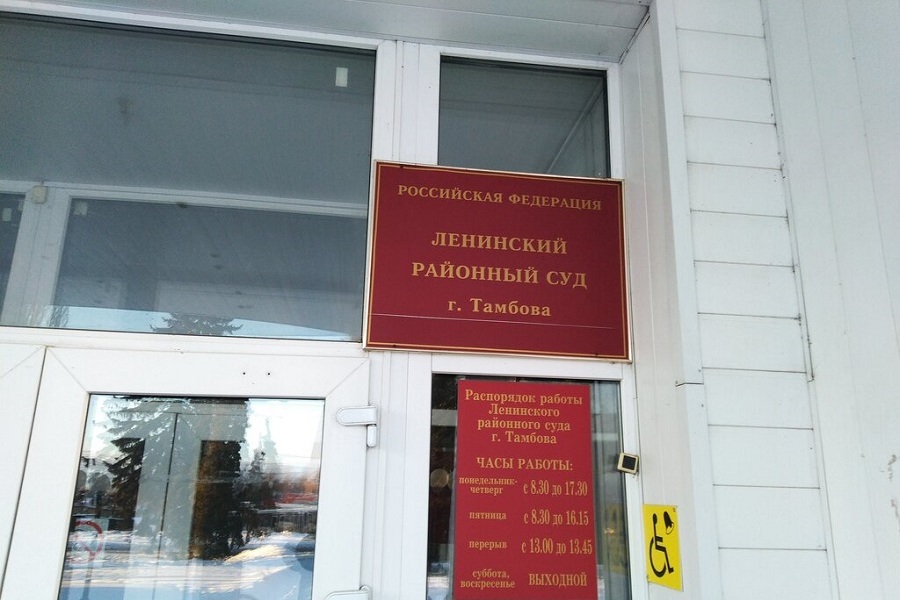 РОССИЙСКАЯ ФЕДЕРАЦИЯ
ЛЕНИНСКИЙ
РАЙОННЫЙ СУД
г. Тамбова
Распорядок работы
Ленинского
районного суда
г. Тамбова
ЧАСЫ РАБОТЫ:
понедельник-
четверг с 8.30 до 17.30
пятница с 8.30 до 16.15
перерыв с 13.00 до 13.45
суббота,
воскресенье ВЫХОДНОЙ